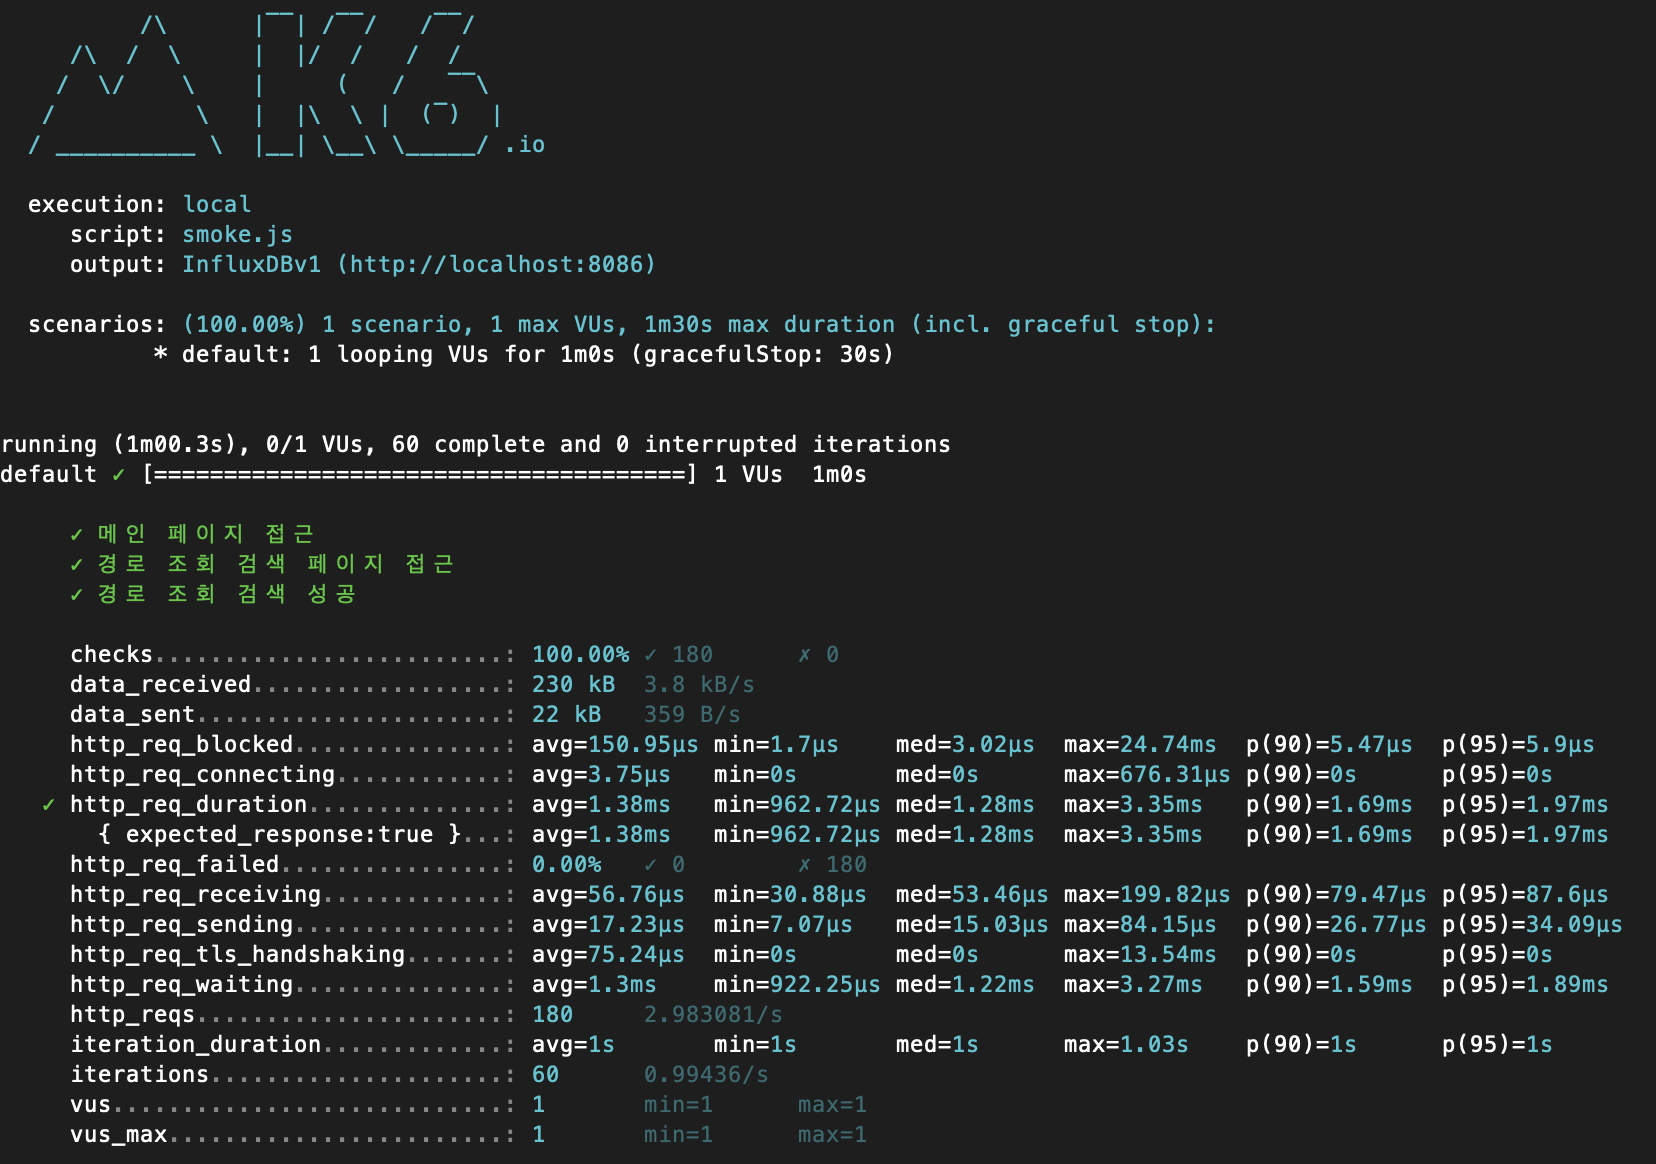 /\      |‾‾| /‾‾/   /‾‾/
     /\  /  \     |  |/  /   /  /
    /  \/    \    |     (   /   ‾‾\
   /          \   |  |\  \ |  (‾)  |
  / __________ \  |__| \__\ \_____/ .io
execution: local
script: smoke.js
output: InfluxDBv1 (http://localhost:8086)
scenarios: (100.00%) 1 scenario, 1 max VUs, 1m30s max duration (incl. graceful stop):
* default: 1 looping VUs for 1m0s (gracefulStop: 30s)
running (1m00.3s), 0/1 VUs, 60 complete and 0 interrupted iterations
default ✓ [======================================] 1 VUs  1m0s
✓ 메인 페이지 접근
✓ 경로 조회 검색 페이지 접근
✓ 경로 조회 검색 성공
checks.........................: 100.00% ✓ 180      ✗ 0
data_received..................: 230 kB  3.8 kB/s
data_sent......................: 22 kB   359 B/s
http_req_blocked...............: avg=150.95µs min=1.7µs    med=3.02µs  max=24.74ms  p(90)=5.47µs  p(95)=5.9µs
http_req_connecting............: avg=3.75µs   min=0s       med=0s      max=676.31µs p(90)=0s      p(95)=0s
✓ http_req_duration..............: avg=1.38ms   min=962.72µs med=1.28ms  max=3.35ms   p(90)=1.69ms  p(95)=1.97ms
{ expected_response:true }...: avg=1.38ms   min=962.72µs med=1.28ms  max=3.35ms   p(90)=1.69ms  p(95)=1.97ms
http_req_failed................: 0.00%   ✓ 0        ✗ 180
http_req_receiving.............: avg=56.76µs  min=30.88µs  med=53.46µs max=199.82µs p(90)=79.47µs p(95)=87.6µs
http_req_sending...............: avg=17.23µs  min=7.07µs   med=15.03µs max=84.15µs  p(90)=26.77µs p(95)=34.09µs
http_req_tls_handshaking.......: avg=75.24µs  min=0s       med=0s      max=13.54ms  p(90)=0s      p(95)=0s
http_req_waiting...............: avg=1.3ms    min=922.25µs med=1.22ms  max=3.27ms   p(90)=1.59ms  p(95)=1.89ms
http_reqs......................: 180     2.983081/s
iteration_duration.............: avg=1s       min=1s       med=1s      max=1.03s    p(90)=1s      p(95)=1s
iterations.....................: 60      0.99436/s
vus............................: 1       min=1      max=1
vus_max........................: 1       min=1      max=1